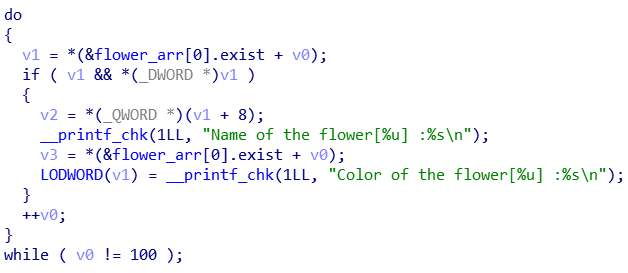 do
{
  v1 = *(&flower_arr[0].exist + v0);
  if ( v1 && *(_DWORD *)v1 )
  {
    v2 = *(_QWORD *)(v1 + 8);
    __printf_chk(1LL, "Name of the flower[%u] :%s\n");
    v3 = *(&flower_arr[0].exist + v0);
    LODWORD(v1) = __printf_chk(1LL, "Color of the flower[%u] :%s\n");
  }
  ++v0;
}
while ( v0 != 100 );